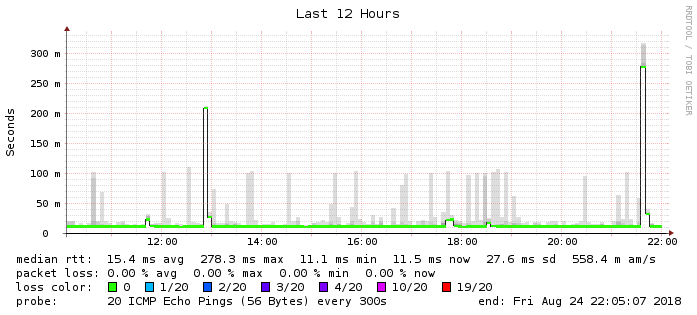 Last 12 Hours
RRDTOOL / TOBI OETIKER
Seconds
300 m
250 m
200 m
150 m
100 m
50 m
0
12:00 14:00 16:00 18:00 20:00 22:00
median rtt: 15.4 ms avg 278.3 ms max 11.1 ms min 11.5 ms now 27.6 ms sd 558.4 m am/s
packet loss: 0.00 % avg 0.00 % max 0.00 % min 0.00 % now
loss color: 0 1/20 2/20 3/20 4/20 10/20 19/20
probe: 20 ICMP Echo Pings (56 Bytes) every 300s end: Fri Aug 24 22:05:07 2018